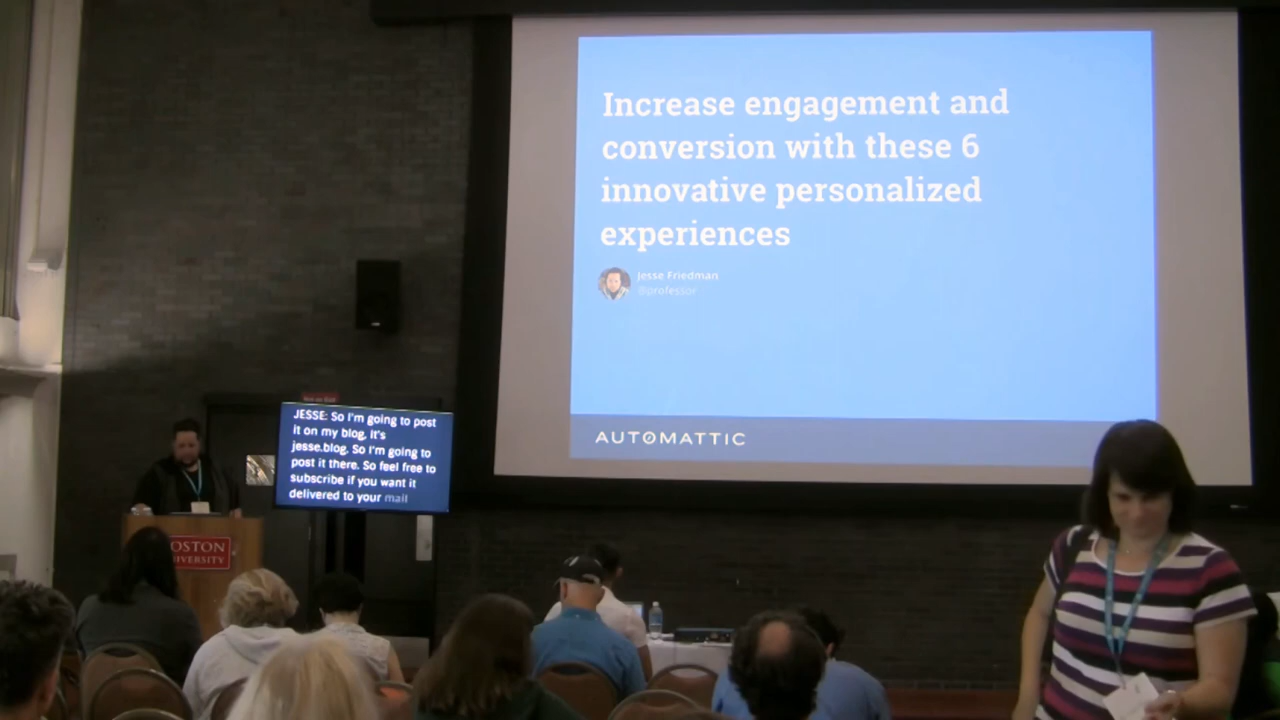 Increase engagement and
conversion with these 6
innovative personalized
experiences
Jesse Friedman
@professor
AUTOMATTIC
JESSE: So I'm going to post
it on my blog, it's
jesse.blog. So I'm going to
post it there. So feel free to
subscribe if you want it
delivered to your mail
OSTON
IVERSITY